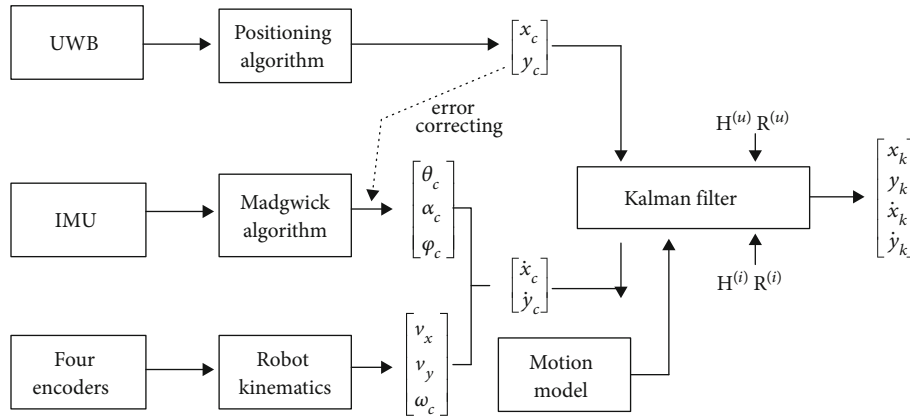 UWB
Positioning
algorithm
x_c
y_c
error
correcting
H^(u) R^(u)
IMU
Madgwick
algorithm
θ_c
α_c
φ_c
Kalman filter
x_k
y_k
ẋ_k
ẏ_k
H^(i) R^(i)
ẋ_c
ẏ_c
Four
encoders
Robot
kinematics
v_x
v_y
ω_c
Motion
model